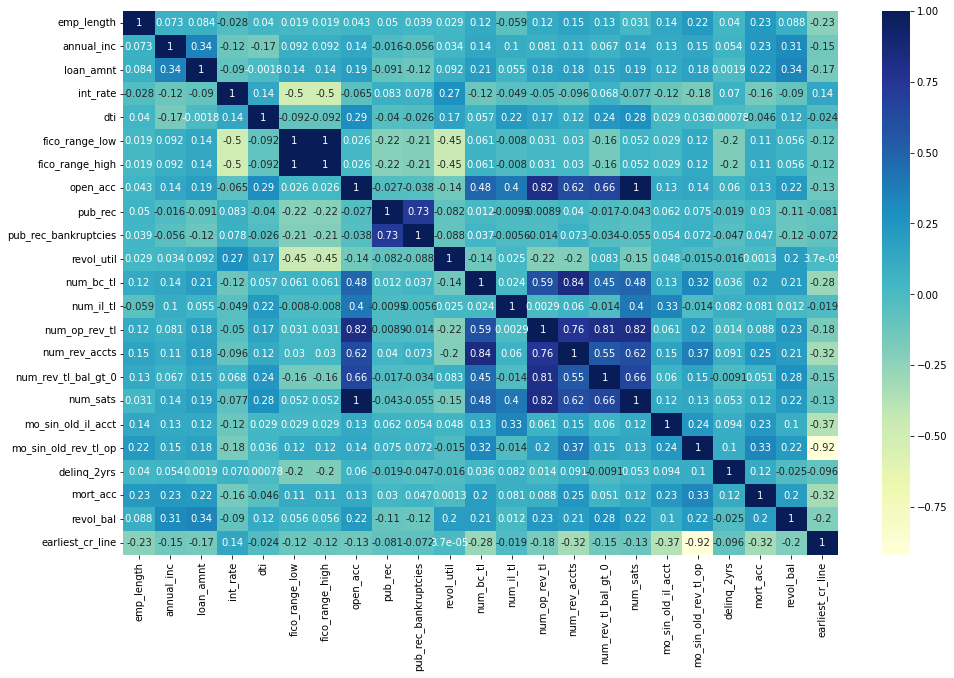 emp_length 1 0.073 0.084 -0.028 0.04 0.019 0.019 0.043 0.05 0.039 0.029 0.12 -0.059 0.12 0.15 0.13 0.031 0.14 0.22 0.04 0.23 0.088 -0.23
annual_inc 0.073 1 0.34 -0.12 -0.17 0.092 0.092 0.14 -0.016 -0.056 0.034 0.14 0.1 0.081 0.11 0.067 0.14 0.13 0.15 0.054 0.23 0.31 -0.15
loan_amnt 0.084 0.34 1 -0.09 -0.0018 0.14 0.14 0.19 -0.091 -0.12 0.092 0.21 0.055 0.18 0.18 0.15 0.19 0.12 0.18 0.0019 0.22 0.34 -0.17
int_rate -0.028 -0.12 -0.09 1 0.14 -0.5 -0.5 -0.065 0.083 0.078 0.27 -0.12 -0.049 -0.05 -0.096 0.068 -0.077 -0.12 -0.18 0.07 -0.16 -0.09 0.14
dti 0.04 -0.17 -0.0018 0.14 1 -0.092 -0.092 0.29 -0.04 -0.026 0.17 0.057 0.22 0.17 0.12 0.24 0.28 0.029 0.036 0.00078 -0.046 0.12 -0.024
fico_range_low 0.019 0.092 0.14 -0.5 -0.092 1 1 0.026 -0.22 -0.21 -0.45 0.061 -0.008 0.031 0.03 -0.16 0.052 0.029 0.12 -0.2 0.11 0.056 -0.12
fico_range_high 0.019 0.092 0.14 -0.5 -0.092 1 1 0.026 -0.22 -0.21 -0.45 0.061 -0.008 0.031 0.03 -0.16 0.052 0.029 0.12 -0.2 0.11 0.056 -0.12
open_acc 0.043 0.14 0.19 -0.065 0.29 0.026 0.026 1 -0.027 -0.038 -0.14 0.48 0.4 0.82 0.62 0.66 1 0.13 0.14 0.06 0.13 0.22 -0.13
pub_rec 0.05 -0.016 -0.091 0.083 -0.04 -0.22 -0.22 -0.027 1 0.73 -0.082 0.012 -0.0095 -0.0089 0.04 -0.017 -0.043 0.062 0.075 -0.019 0.03 -0.11 -0.081
pub_rec_bankruptcies 0.039 -0.056 -0.12 0.078 -0.026 -0.21 -0.21 -0.038 0.73 1 -0.088 0.037 -0.0056 -0.014 0.073 -0.034 -0.055 0.054 0.072 -0.047 0.047 -0.12 -0.072
revol_util 0.029 0.034 0.092 0.27 0.17 -0.45 -0.45 -0.14 -0.082 -0.088 1 -0.14 0.025 -0.22 -0.2 0.083 -0.15 0.048 -0.015 -0.016 0.0013 0.2 3.7e-05
num_bc_tl 0.12 0.14 0.21 -0.12 0.057 0.061 0.061 0.48 0.012 0.037 -0.14 1 0.024 0.59 0.84 0.45 0.48 0.13 0.32 0.036 0.2 0.21 -0.28
num_il_tl -0.059 0.1 0.055 -0.049 0.22 -0.008 -0.008 0.4 -0.0095 -0.0056 0.025 0.024 1 0.0029 0.06 -0.014 0.4 0.33 -0.014 0.082 0.081 0.012 -0.019
num_op_rev_tl 0.12 0.081 0.18 -0.05 0.17 0.031 0.031 0.82 -0.0089 -0.014 -0.22 0.59 0.0029 1 0.76 0.81 0.82 0.061 0.2 0.014 0.088 0.23 -0.18
num_rev_accts 0.15 0.11 0.18 -0.096 0.12 0.03 0.03 0.62 0.04 0.073 -0.2 0.84 0.06 0.76 1 0.55 0.62 0.15 0.37 0.091 0.25 0.21 -0.32
num_rev_tl_bal_gt_0 0.13 0.067 0.15 0.068 0.24 -0.16 -0.16 0.66 -0.017 -0.034 0.083 0.45 -0.014 0.81 0.55 1 0.66 0.06 0.15 -0.0091 0.051 0.28 -0.15
num_sats 0.031 0.14 0.19 -0.077 0.28 0.052 0.052 1 -0.043 -0.055 -0.15 0.48 0.4 0.82 0.62 0.66 1 0.12 0.13 0.053 0.12 0.22 -0.13
mo_sin_old_il_acct 0.14 0.13 0.12 -0.12 0.029 0.029 0.029 0.13 0.062 0.054 0.048 0.13 0.33 0.061 0.15 0.06 0.12 1 0.24 0.094 0.23 0.1 -0.37
mo_sin_old_rev_tl_op 0.22 0.15 0.18 -0.18 0.036 0.12 0.12 0.14 0.075 0.072 -0.015 0.32 -0.014 0.2 0.37 0.15 0.13 0.24 1 0.1 0.33 0.22 -0.92
delinq_2yrs 0.04 0.054 0.0019 0.07 0.00078 -0.2 -0.2 0.06 -0.019 -0.047 -0.016 0.036 0.082 0.014 0.091 -0.0091 0.053 0.094 0.1 1 0.12 -0.025 -0.096
mort_acc 0.23 0.23 0.22 -0.16 -0.046 0.11 0.11 0.13 0.03 0.047 0.0013 0.2 0.081 0.088 0.25 0.051 0.12 0.23 0.33 0.12 1 0.2 -0.32
revol_bal 0.088 0.31 0.34 -0.09 0.12 0.056 0.056 0.22 -0.11 -0.12 0.2 0.21 0.012 0.23 0.21 0.28 0.22 0.1 0.22 -0.025 0.2 1 -0.2
earliest_cr_line -0.23 -0.15 -0.17 0.14 -0.024 -0.12 -0.12 -0.13 -0.081 -0.072 3.7e-05 -0.28 -0.019 -0.18 -0.32 -0.15 -0.13 -0.37 -0.92 -0.096 -0.32 -0.2 1
emp_length
annual_inc
loan_amnt
int_rate
dti
fico_range_low
fico_range_high
open_acc
pub_rec
pub_rec_bankruptcies
revol_util
num_bc_tl
num_il_tl
num_op_rev_tl
num_rev_accts
num_rev_tl_bal_gt_0
num_sats
mo_sin_old_il_acct
mo_sin_old_rev_tl_op
delinq_2yrs
mort_acc
revol_bal
earliest_cr_line
1.00
0.75
0.50
0.25
0.00
-0.25
-0.50
-0.75